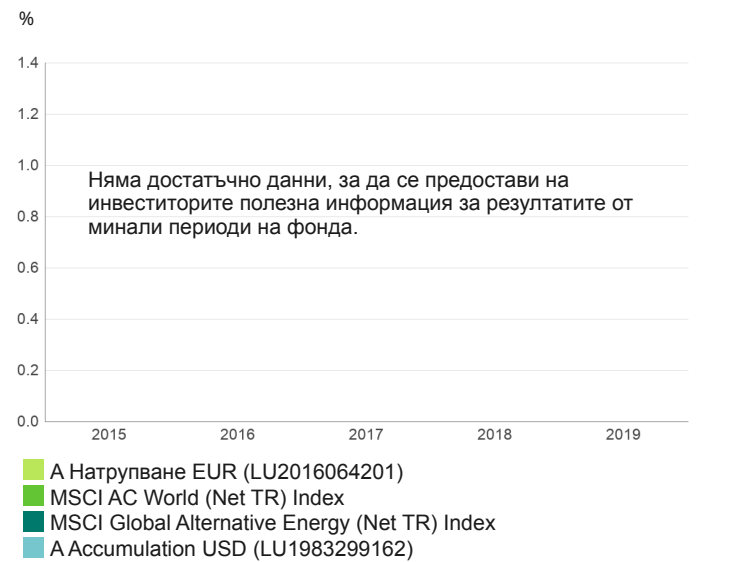 %
1.4
1.2
1.0
Няма достатъчно данни, за да се предостави на
инвеститорите полезна информация за резултатите от
минали периоди на фонда.
0.8
0.6
0.4
0.2
0.0
2015 2016 2017 2018 2019
А Натрупване EUR (LU2016064201)
MSCI AC World (Net TR) Index
MSCI Global Alternative Energy (Net TR) Index
A Accumulation USD (LU1983299162)